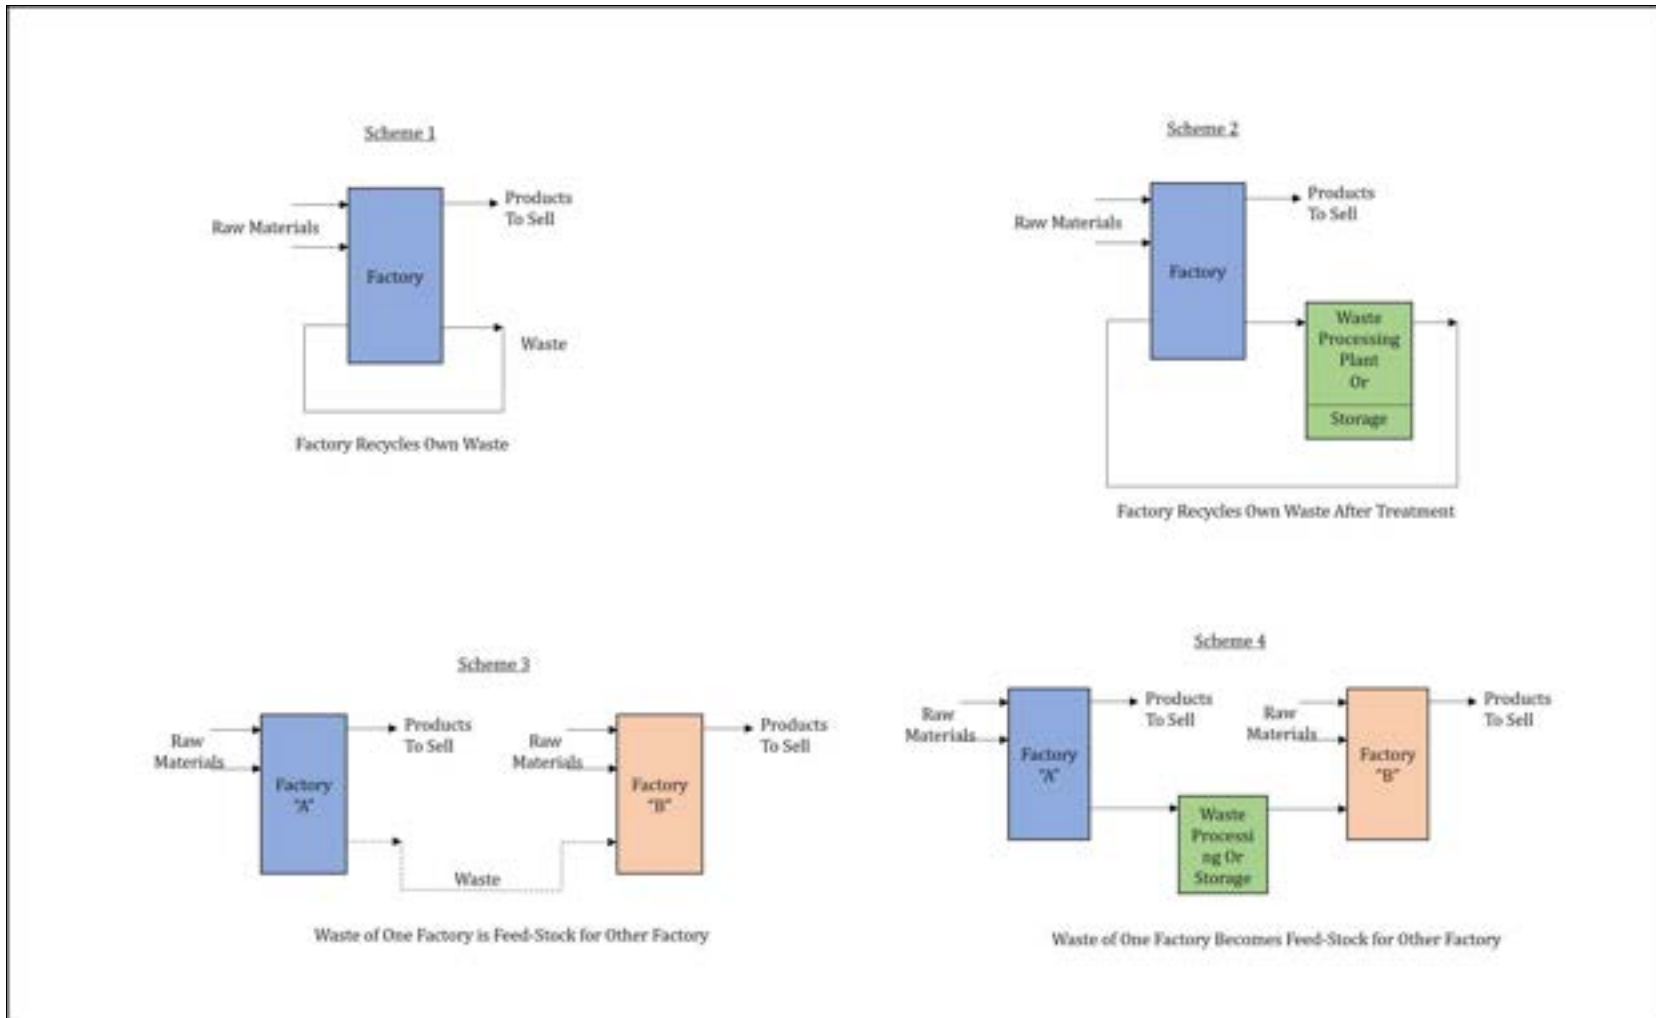 Scheme 1
Raw Materials
Factory
Products
To Sell
Waste
Factory Recycles Own Waste
Scheme 2
Raw Materials
Factory
Products
To Sell
Waste
Processing
Plant
Or
Storage
Factory Recycles Own Waste After Treatment
Scheme 3
Raw
Materials
Factory
"A"
Products
To Sell
Raw
Materials
Factory
"B"
Products
To Sell
Waste
Waste of One Factory is Feed-Stock for Other Factory
Scheme 4
Raw
Materials
Factory
"A"
Products
To Sell
Raw
Materials
Factory
"B"
Products
To Sell
Waste
Processi
ng Or
Storage
Waste of One Factory Becomes Feed-Stock for Other Factory